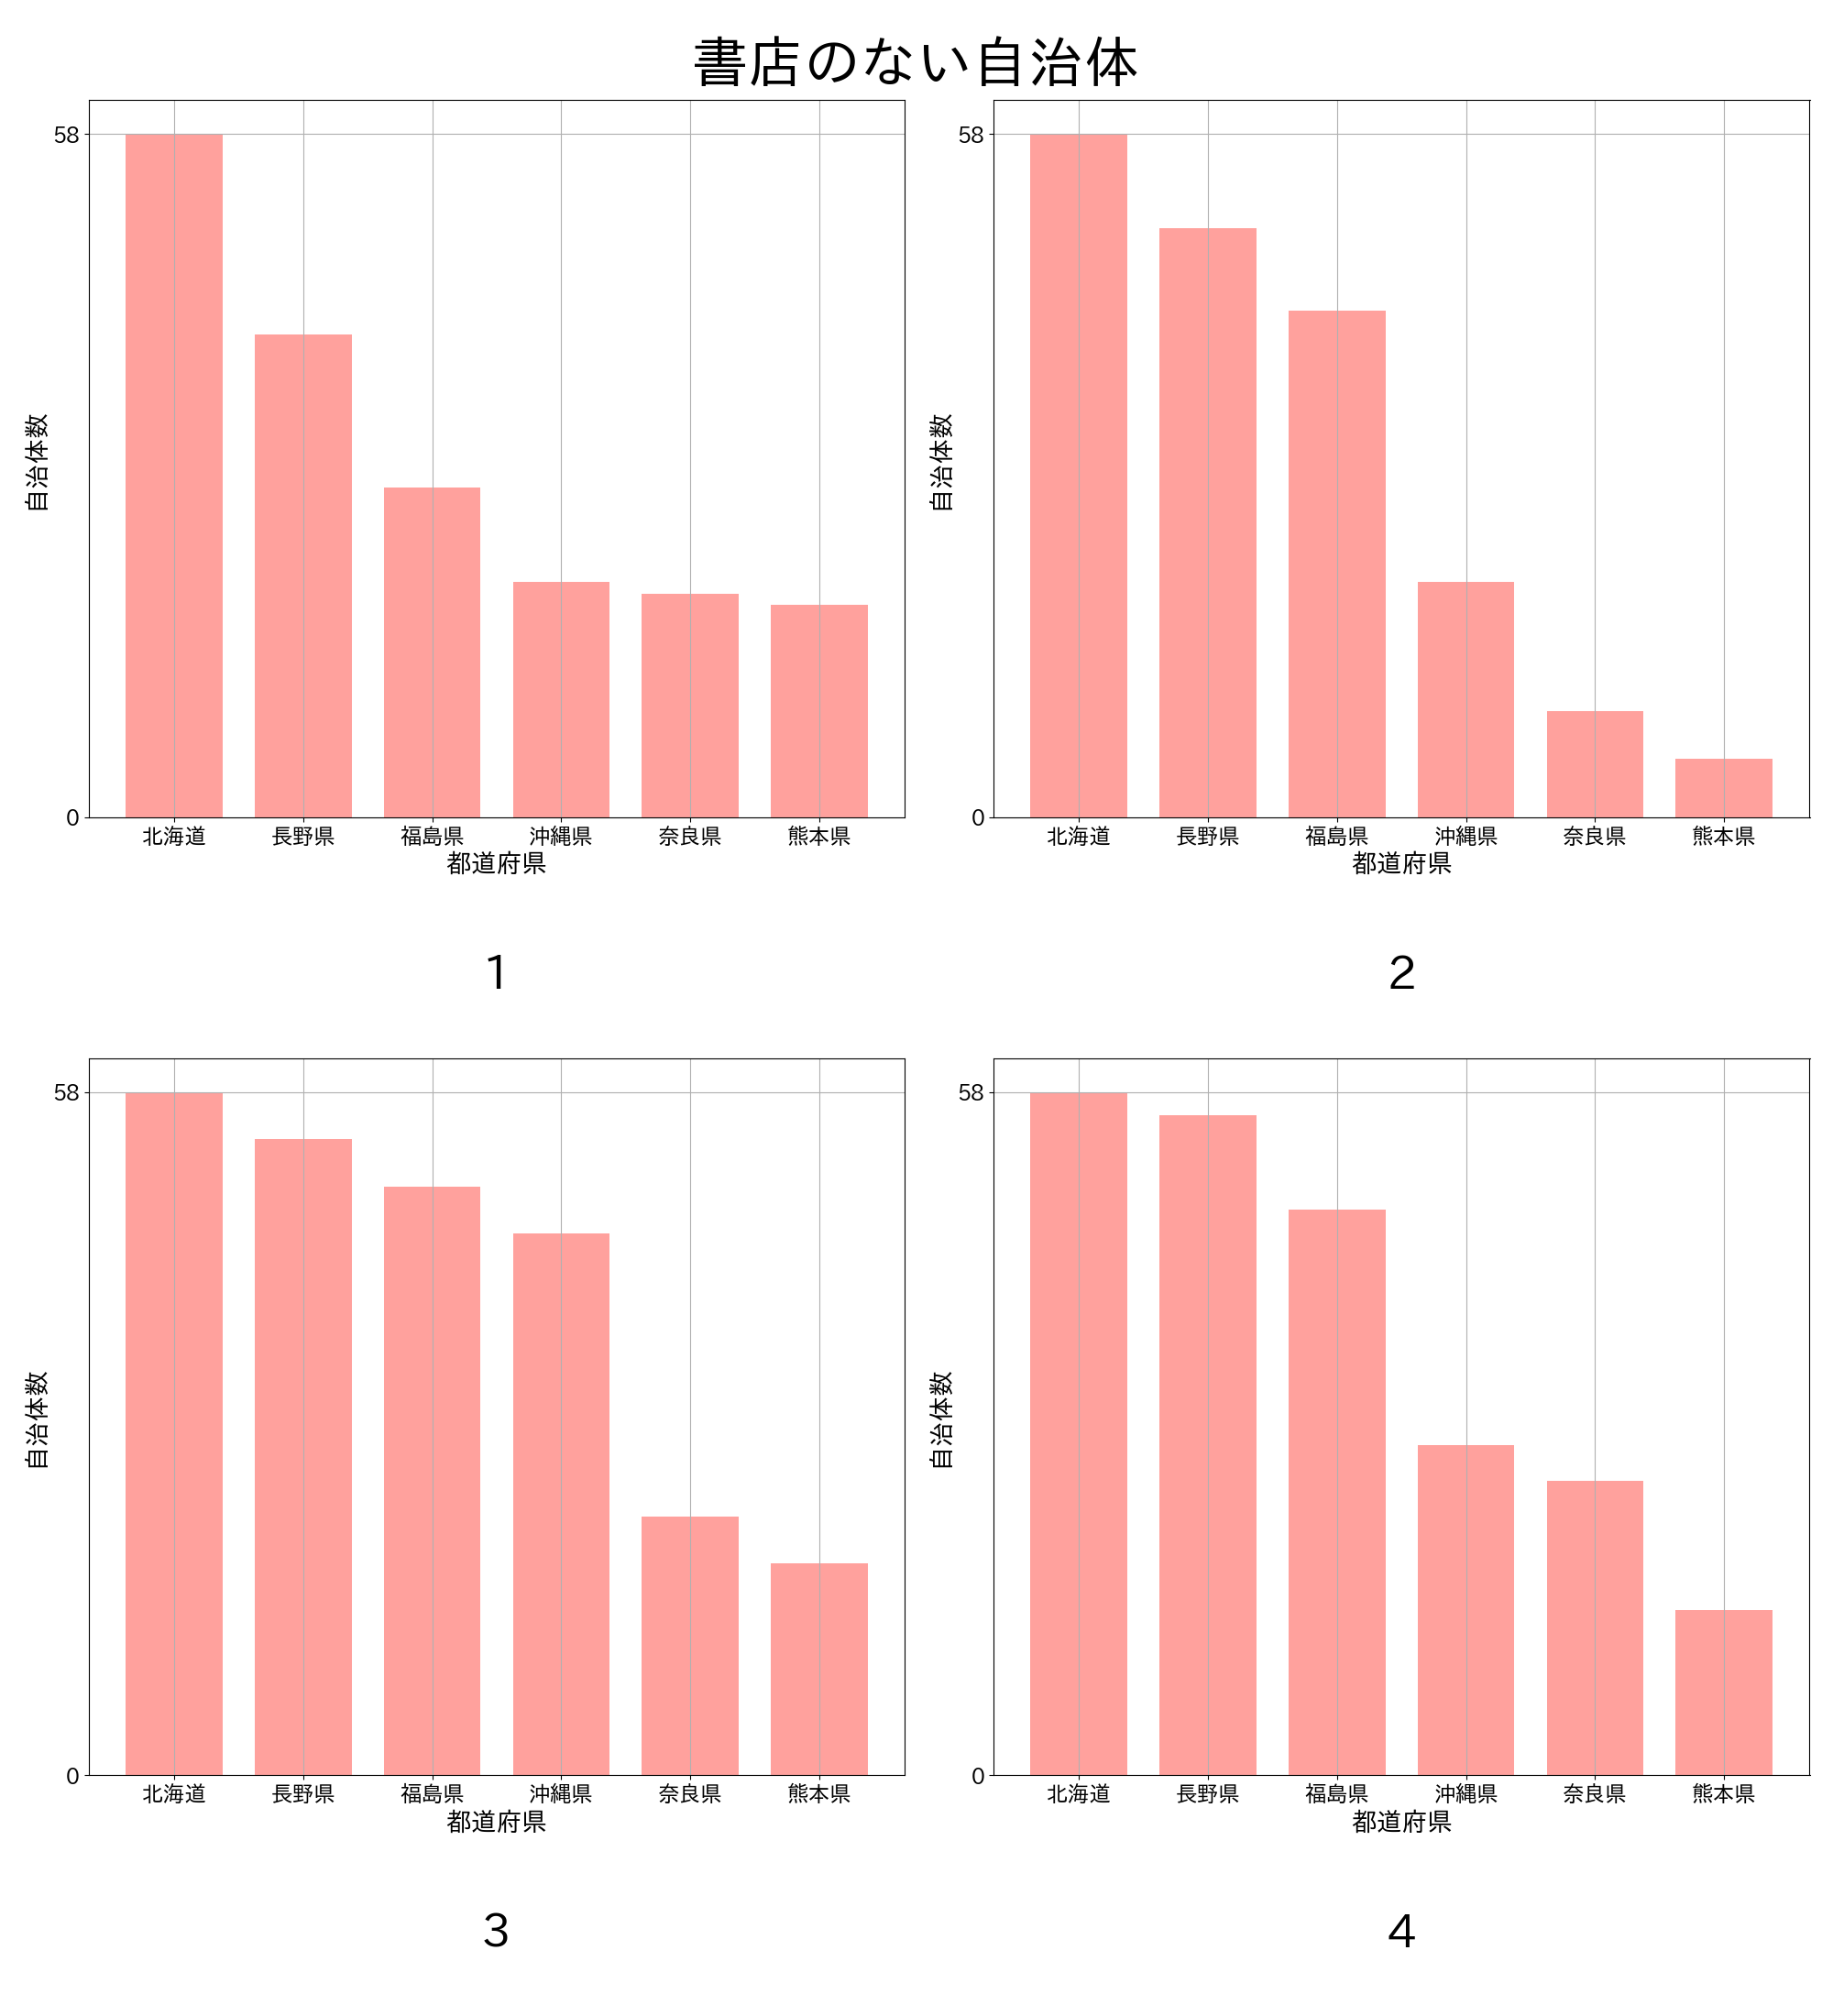 書店のない自治体
58
0
自治体数
北海道 長野県 福島県 沖縄県 奈良県 熊本県
都道府県
1
58
0
自治体数
北海道 長野県 福島県 沖縄県 奈良県 熊本県
都道府県
2
58
0
自治体数
北海道 長野県 福島県 沖縄県 奈良県 熊本県
都道府県
3
58
0
自治体数
北海道 長野県 福島県 沖縄県 奈良県 熊本県
都道府県
4